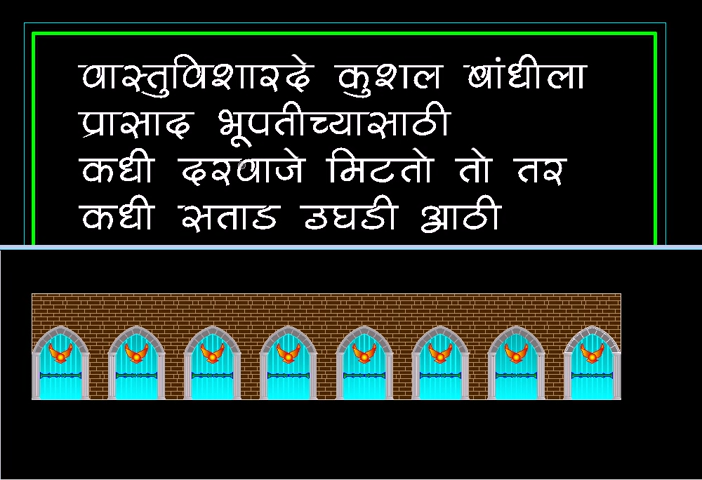 वास्तुविशारदे कुशल बांधीला
प्रासाद भूपतीच्यासाठी
कधी दरवाजे मिटतो तो तर
कधी सताड उघडी आठी